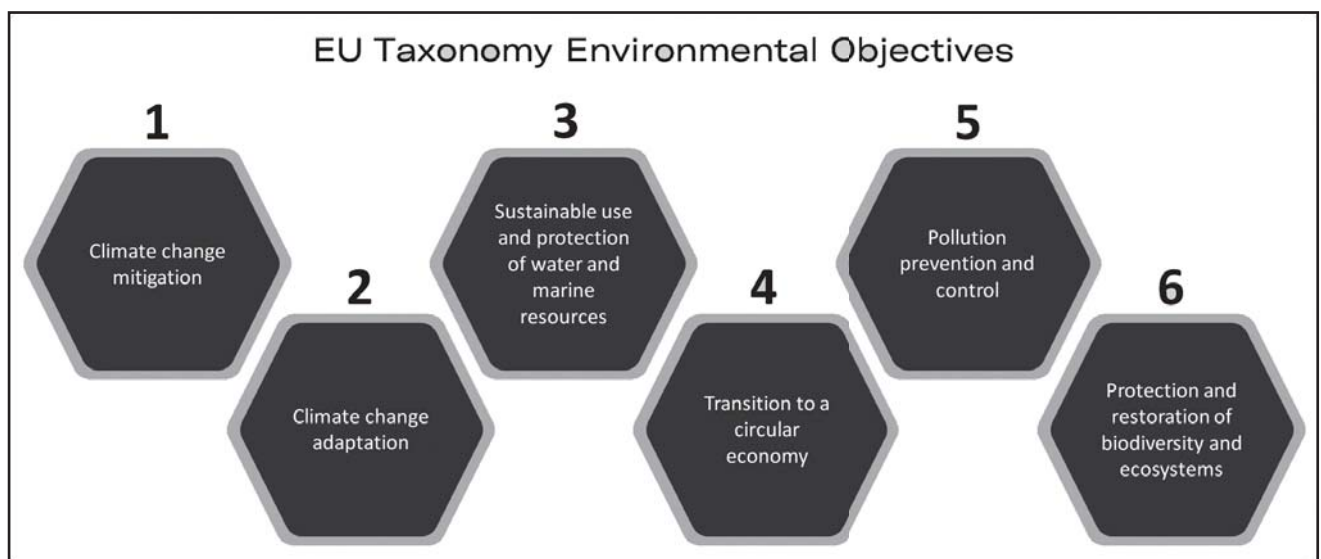 EU Taxonomy Environmental Objectives
1
Climate change
mitigation
2
Climate change
adaptation
3
Sustainable use
and protection
of water and
marine
resources
4
Transition to a
circular
economy
5
Pollution
prevention and
control
6
Protection and
restoration of
biodiversity and
ecosystems